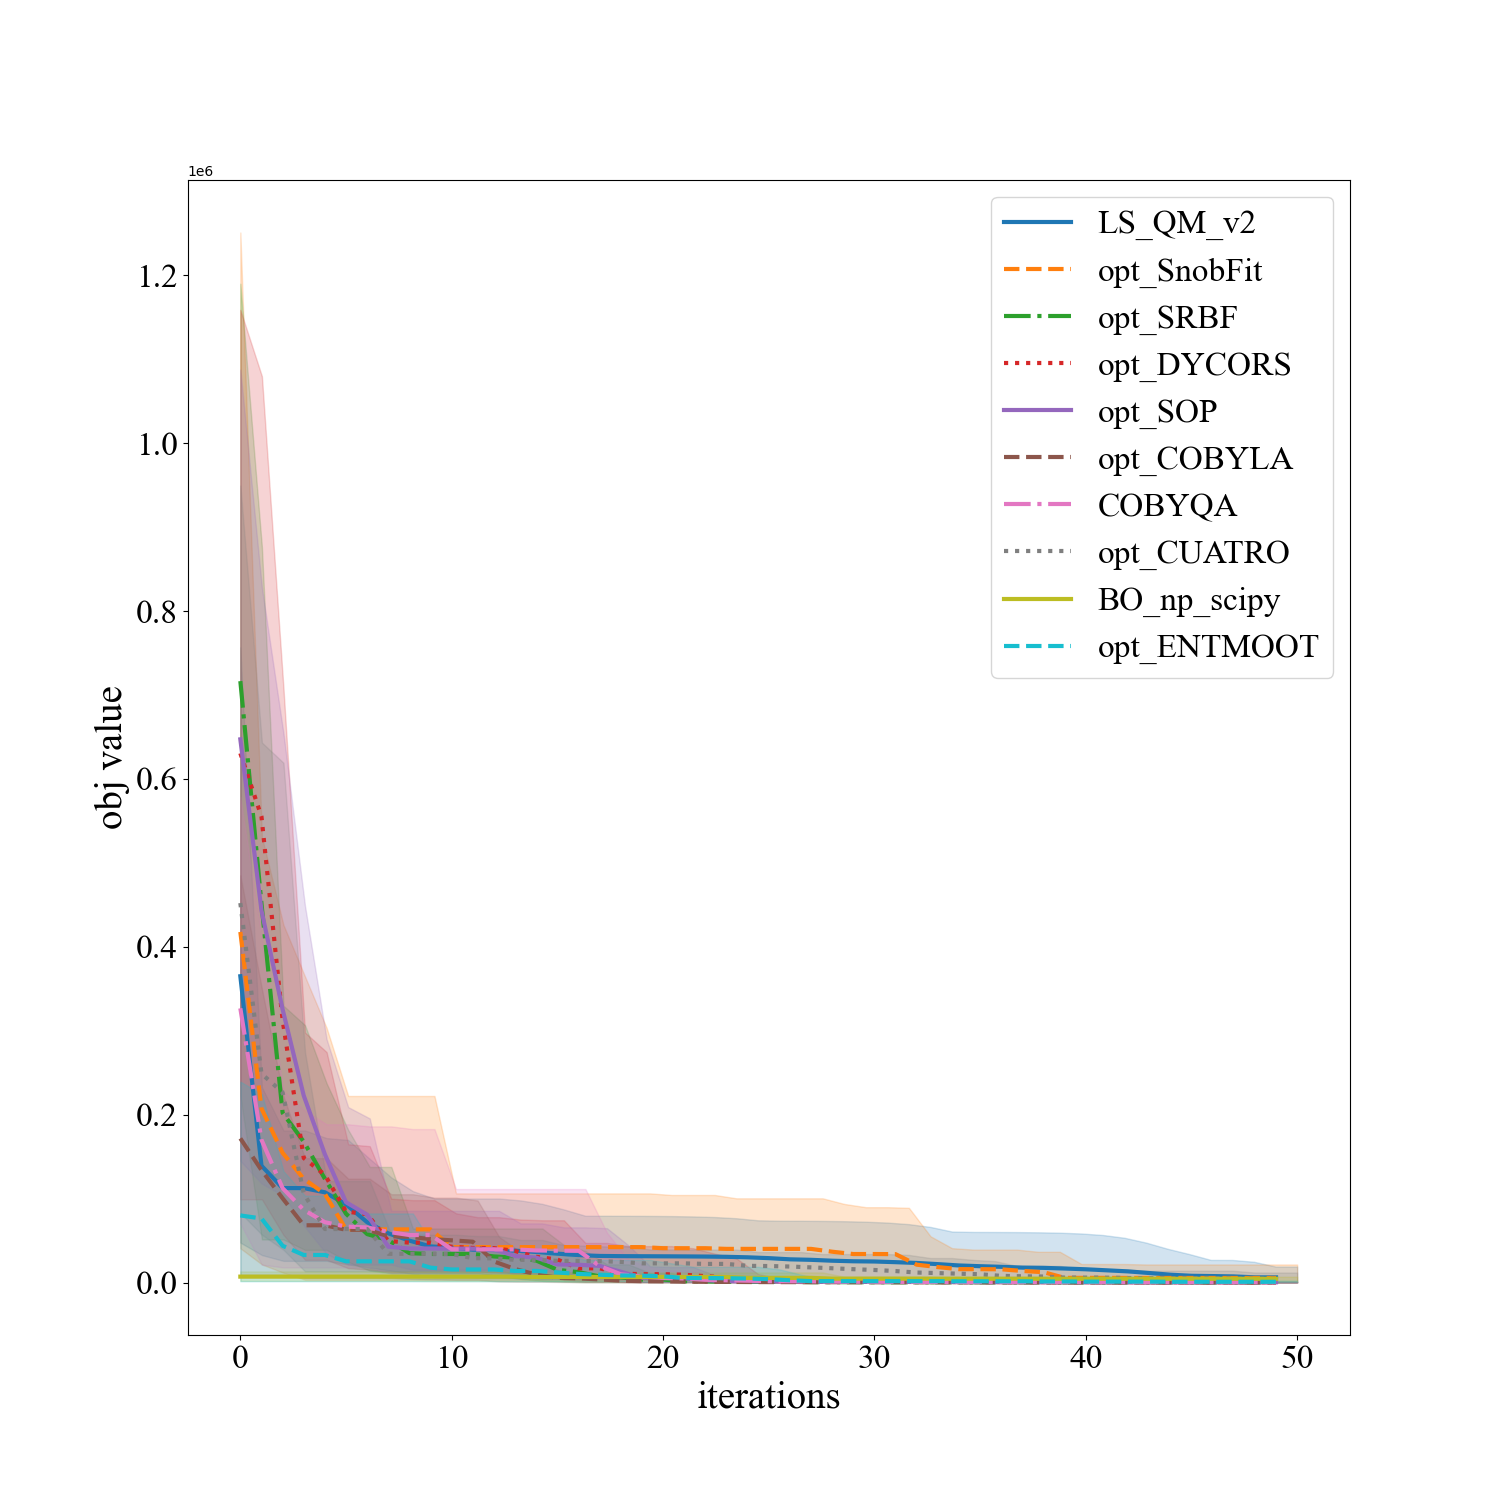 1e6
1.2
1.0
0.8
0.6
0.4
0.2
0.0
obj value
0 10 20 30 40 50
iterations
LS_QM_v2
opt_SnobFit
opt_SRBF
opt_DYCORS
opt_SOP
opt_COBYLA
COBYQA
opt_CUATRO
BO_np_scipy
opt_ENTMOOT